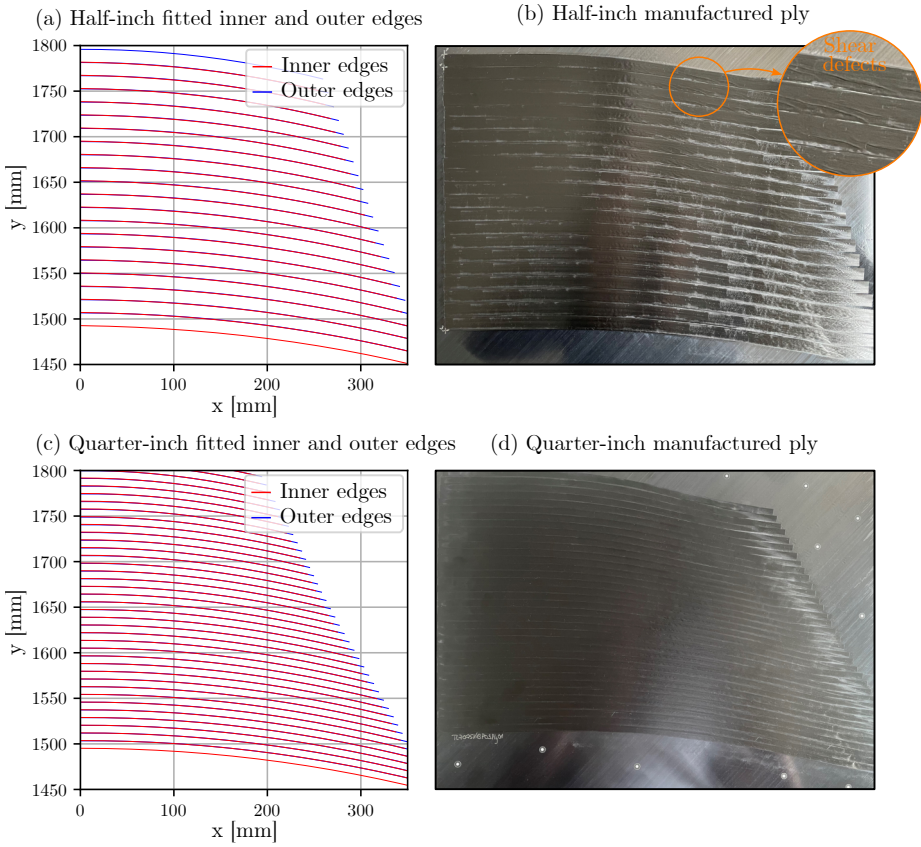 (a) Half-inch fitted inner and outer edges
(b) Half-inch manufactured ply
1800
1750
1700
1650
1600
1550
1500
1450
y [mm]
0
100
200
300
x [mm]
Inner edges
Outer edges
Shear
defects
(c) Quarter-inch fitted inner and outer edges
(d) Quarter-inch manufactured ply
1800
1750
1700
1650
1600
1550
1500
1450
y [mm]
0
100
200
300
x [mm]
Inner edges
Outer edges